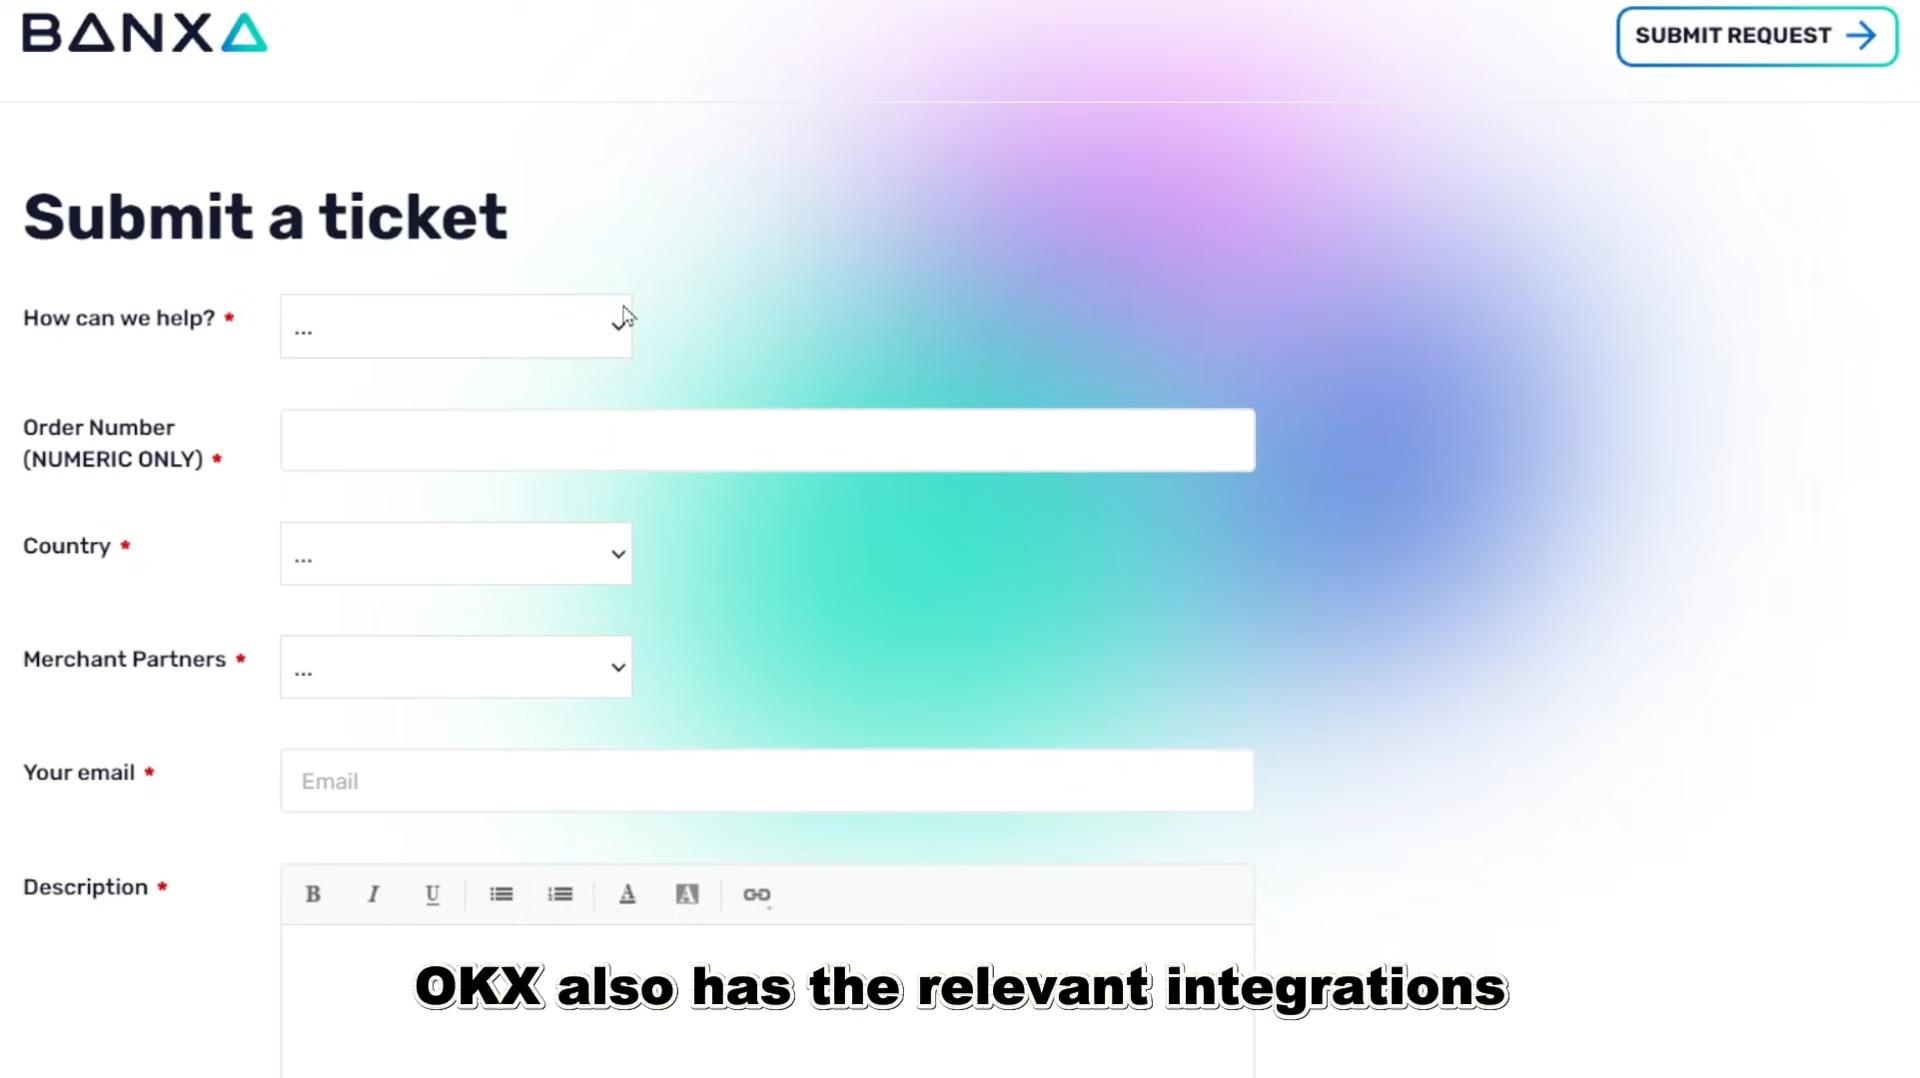 BANXA
SUBMIT REQUEST
Submit a ticket
How can we help? *
...
Order Number
(NUMERIC ONLY) *
Country *
...
Merchant Partners *
...
Your email *
Email
Description *
B I U A A
OKX also has the relevant integrations